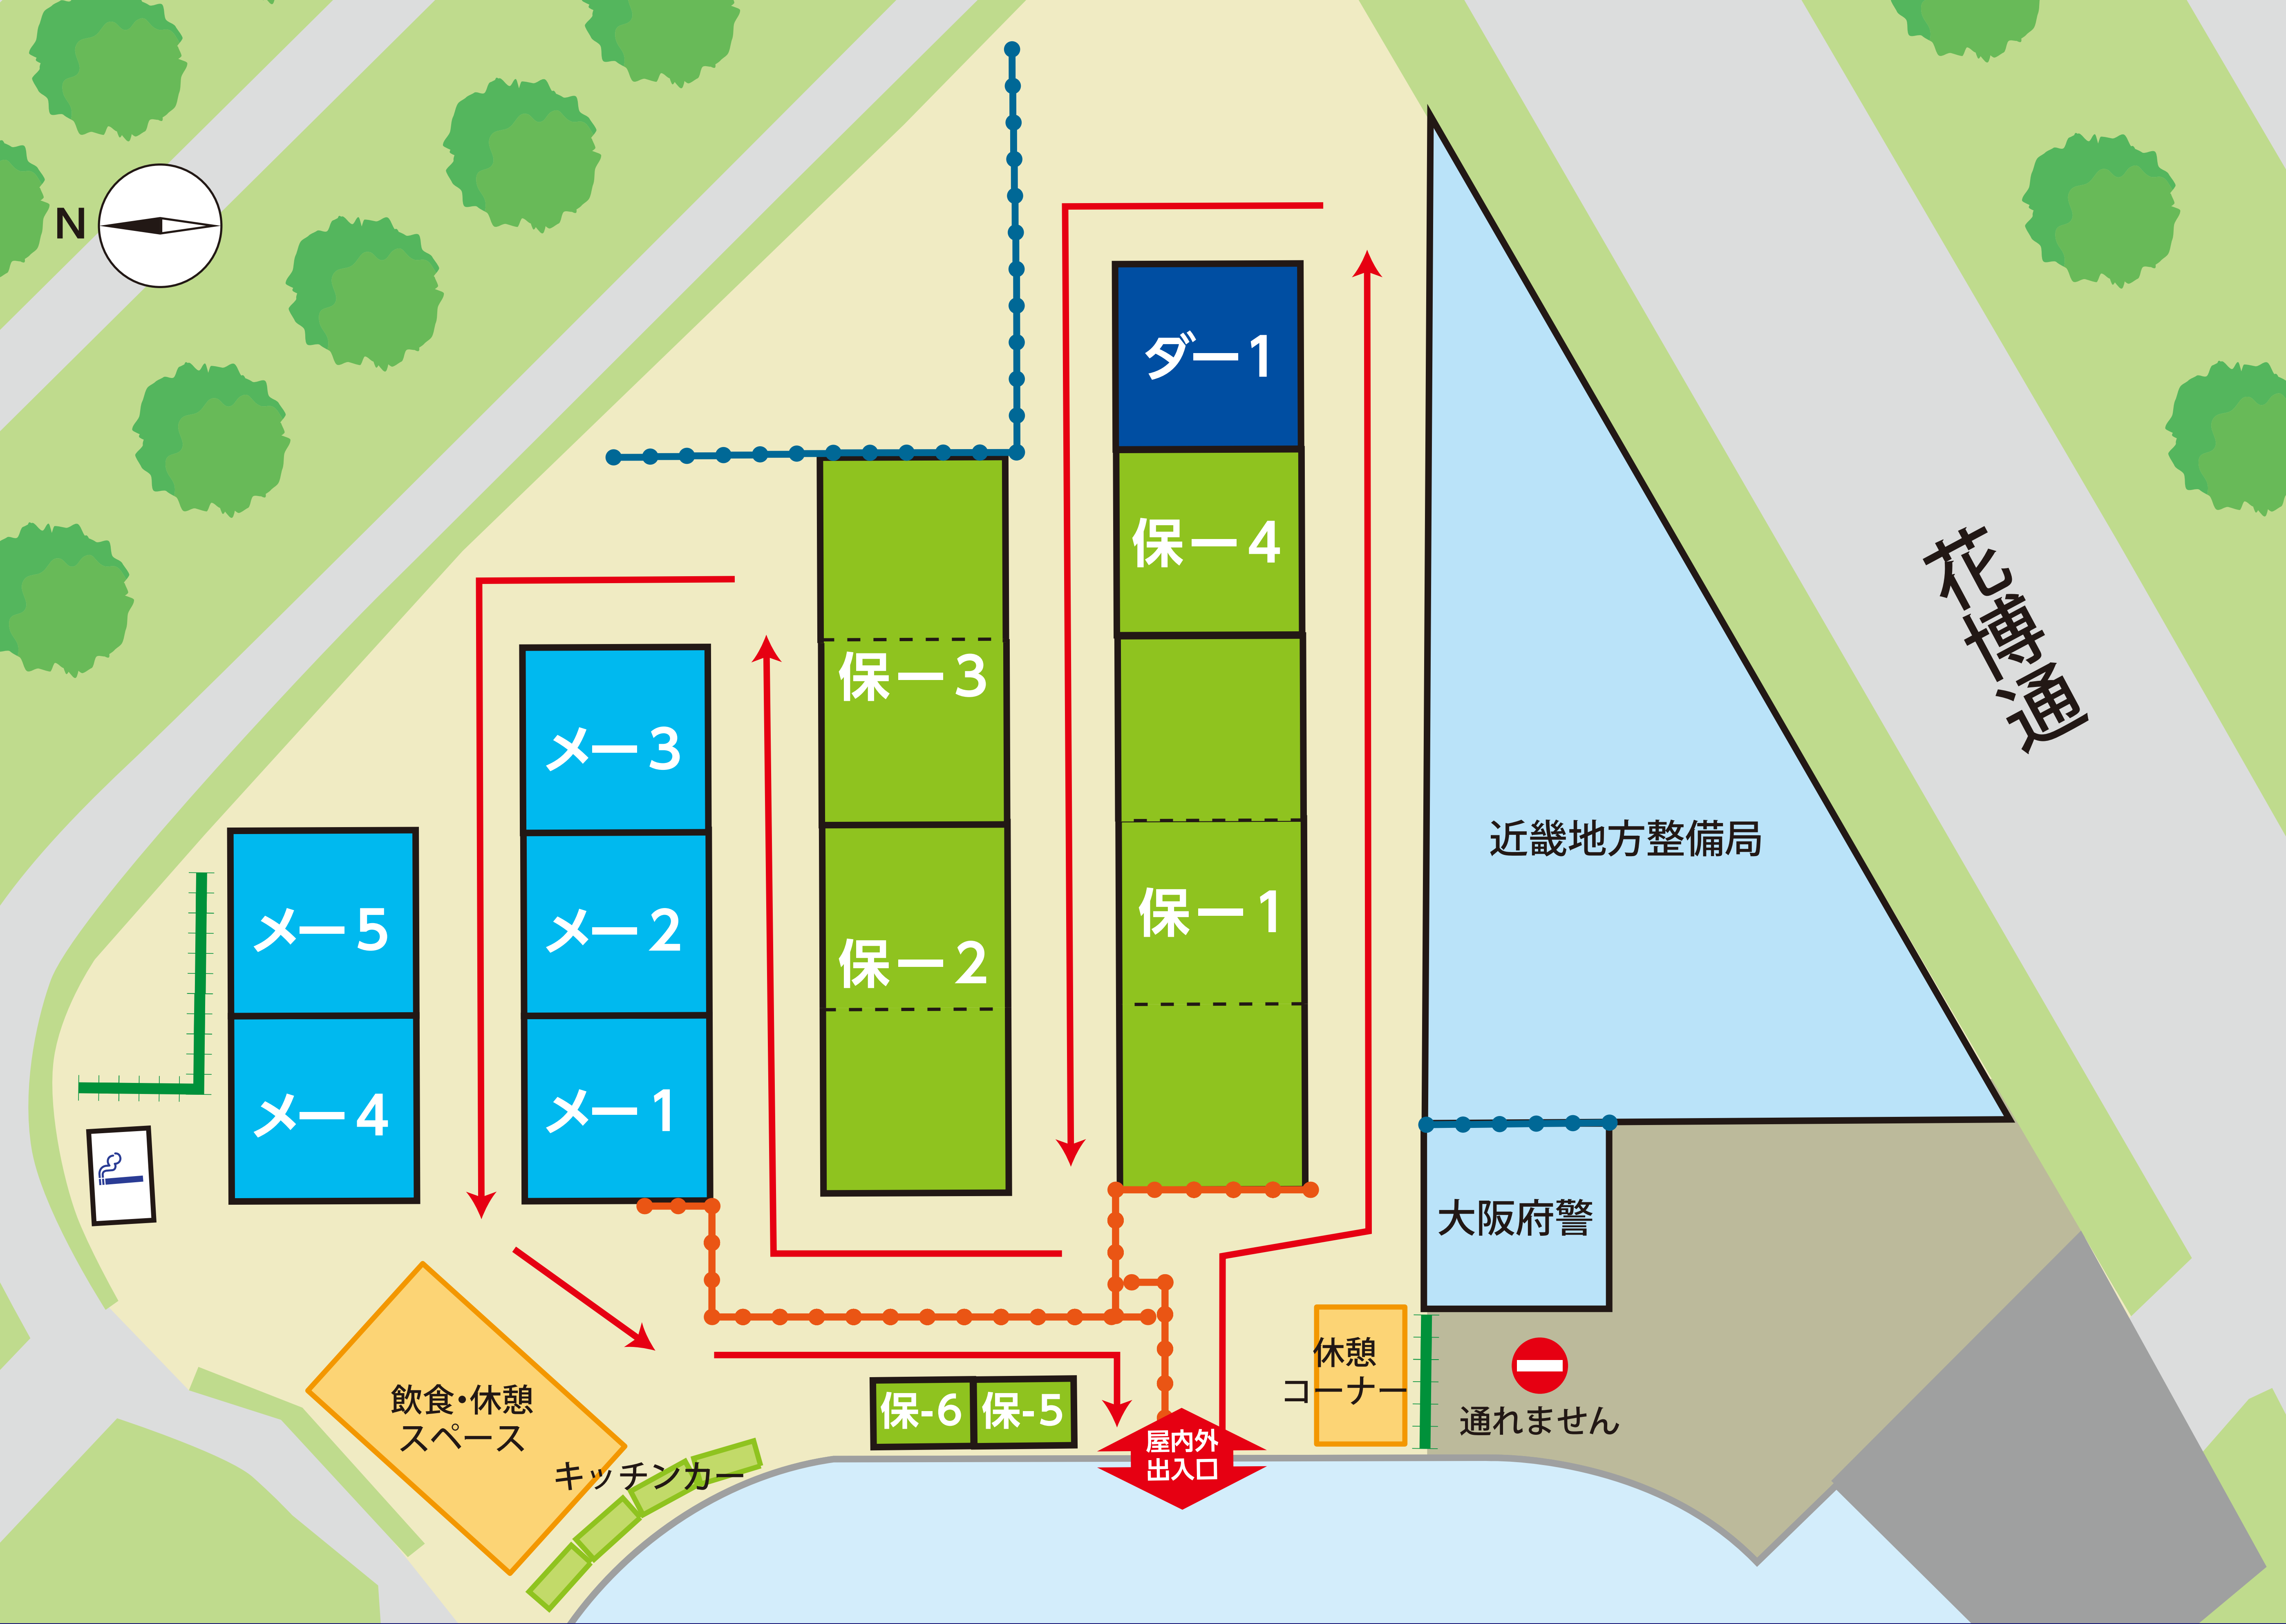 N
ダー1
保ー4
保ー3
メー3
花博通
近畿地方整備局
メー5
メー2
保ー2
保ー1
メー4
メー1
大阪府警
休憩
コーナー
飲食・休憩
スペース
保-6
保-5
通れません
屋内外
出入口
キッチンカー